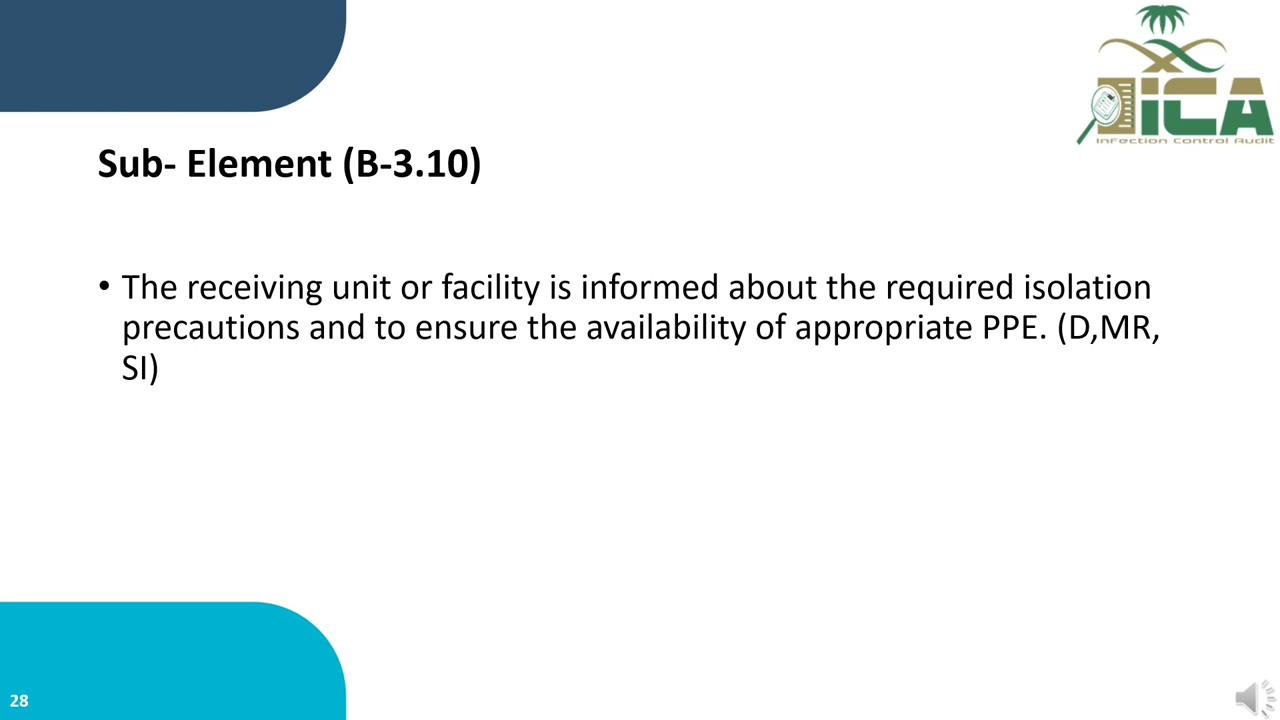 iCA
inFection Control Audit
Sub- Element (B-3.10)
• The receiving unit or facility is informed about the required isolation
precautions and to ensure the availability of appropriate PPE. (D,MR,
SI)
28